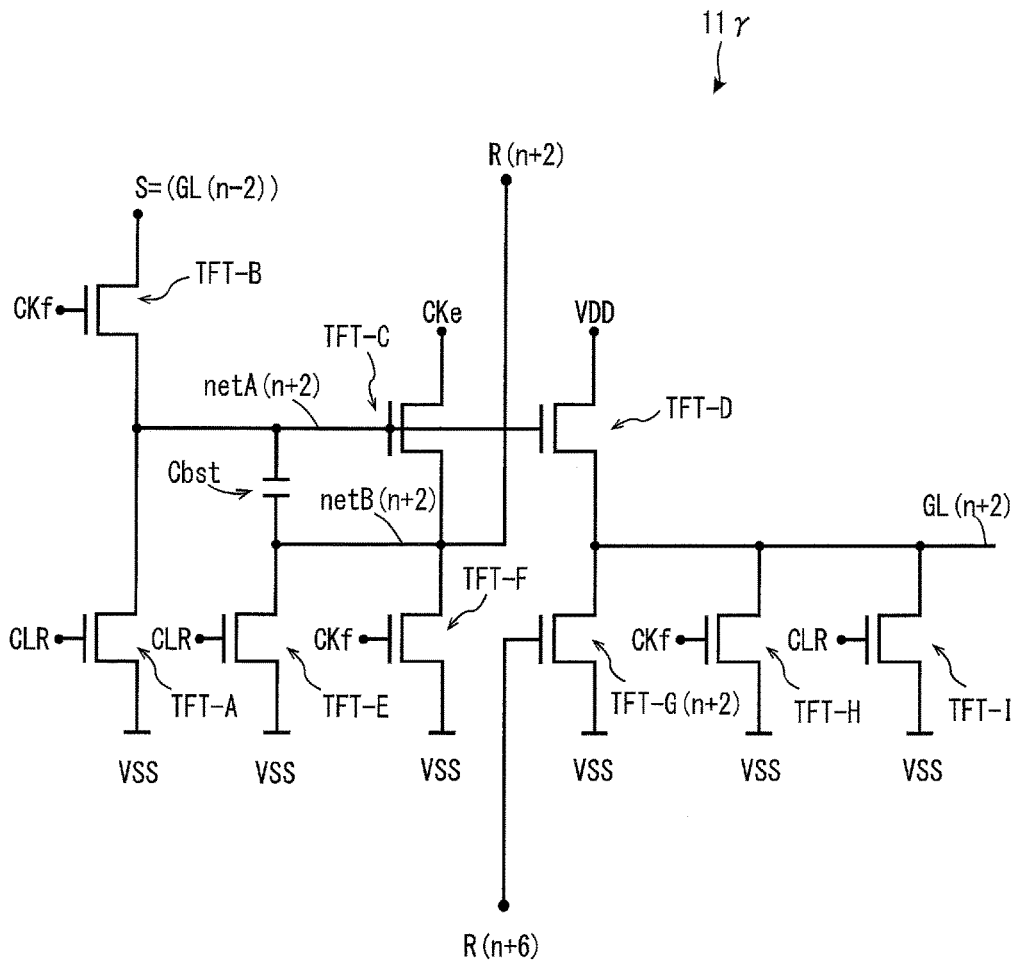 11γ
R(n+2)
S=(GL(n-2))
TFT-B
CKf
CKe
VDD
TFT-C
netA(n+2)
TFT-D
Cbst
netB(n+2)
GL(n+2)
TFT-F
CLR
CLR
CKf
CKf
CLR
TFT-A
TFT-E
TFT-G(n+2)
TFT-H
TFT-I
VSS
VSS
VSS
VSS
VSS
VSS
R(n+6)